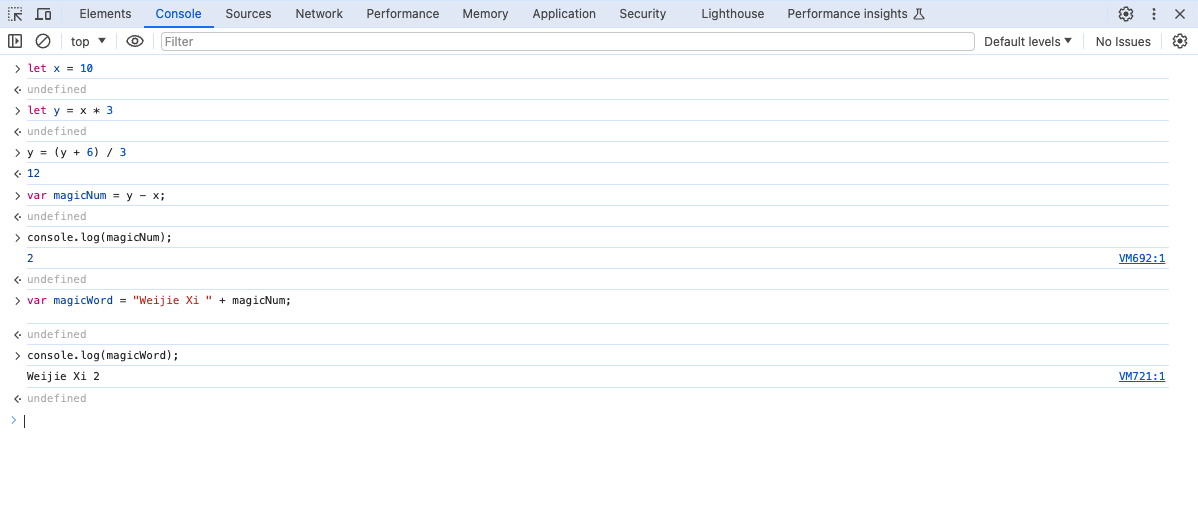 Elements Console Sources Network Performance Memory Application Security Lighthouse Performance insights
top Filter Default levels No Issues
let x = 10
undefined
let y = x * 3
undefined
y = (y + 6) / 3
12
var magicNum = y - x;
undefined
console.log(magicNum);
2 VM692:1
undefined
var magicWord = "Weijie Xi " + magicNum;
undefined
console.log(magicWord);
Weijie Xi 2 VM721:1
undefined